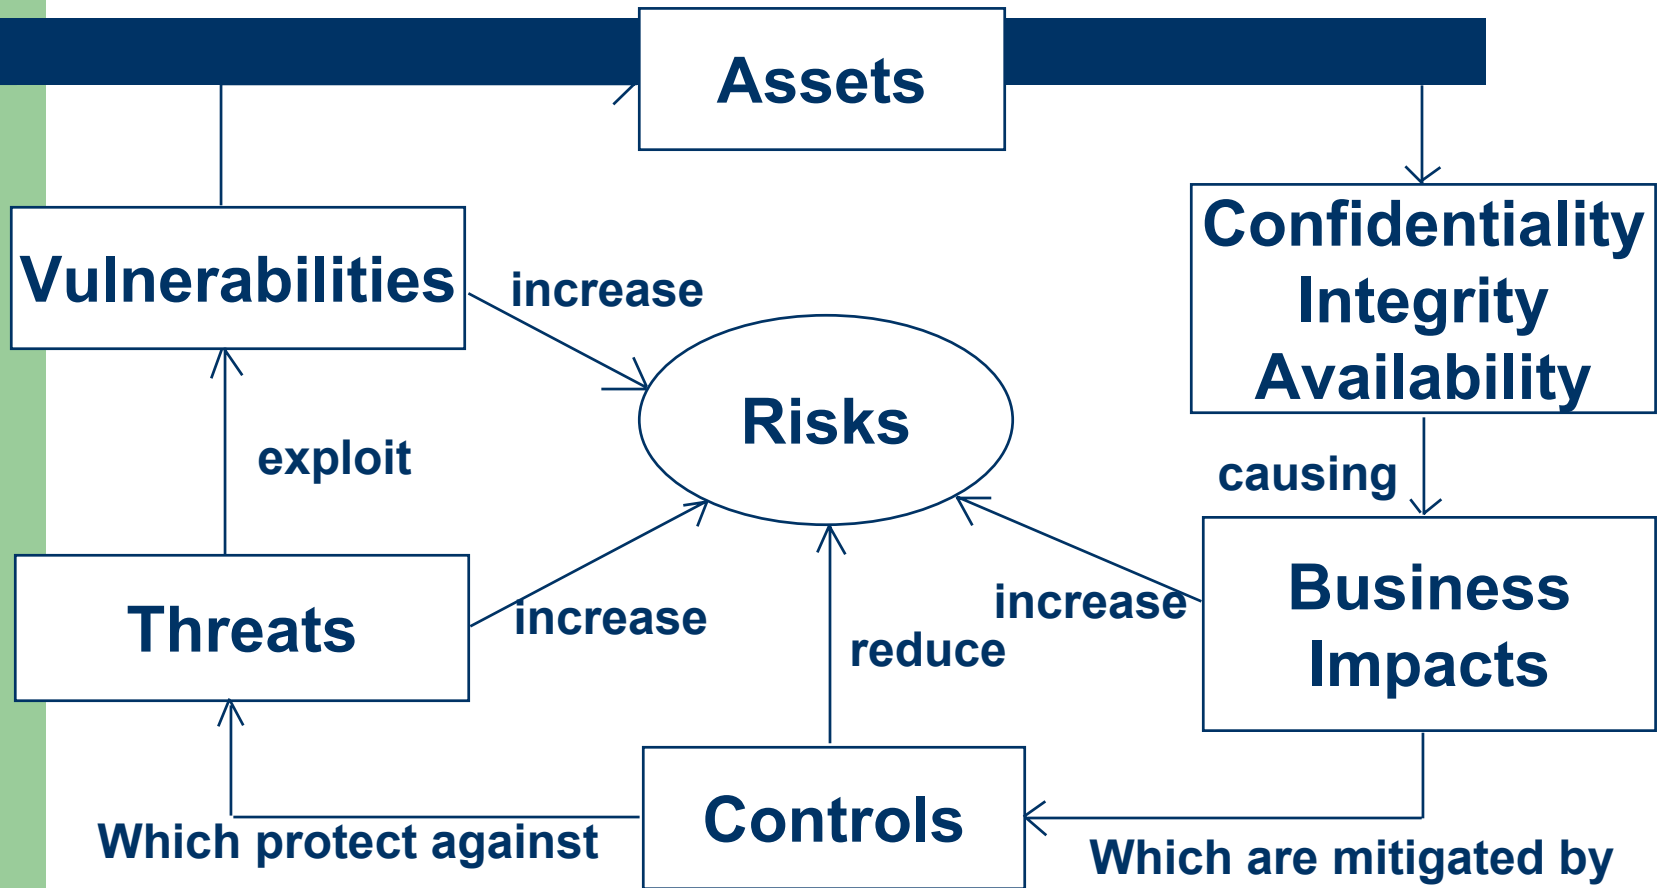 Assets
Vulnerabilities
increase
Confidentiality
Integrity
Availability
Risks
exploit
causing
Threats
increase
reduce
increase
Business
Impacts
Controls
Which protect against
Which are mitigated by